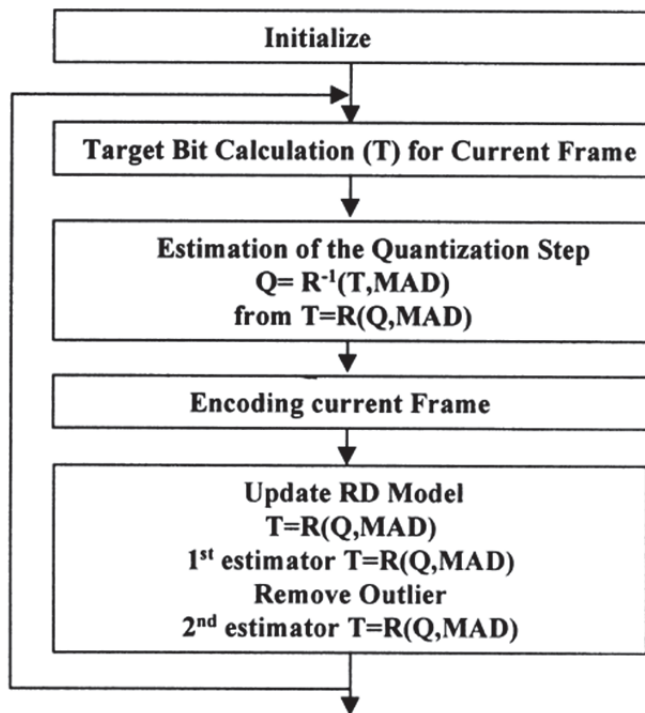 Initialize
Target Bit Calculation (T) for Current Frame
Estimation of the Quantization Step
Q= R⁻¹(T,MAD)
from T=R(Q,MAD)
Encoding current Frame
Update RD Model
T=R(Q,MAD)
1st estimator T=R(Q,MAD)
Remove Outlier
2nd estimator T=R(Q,MAD)